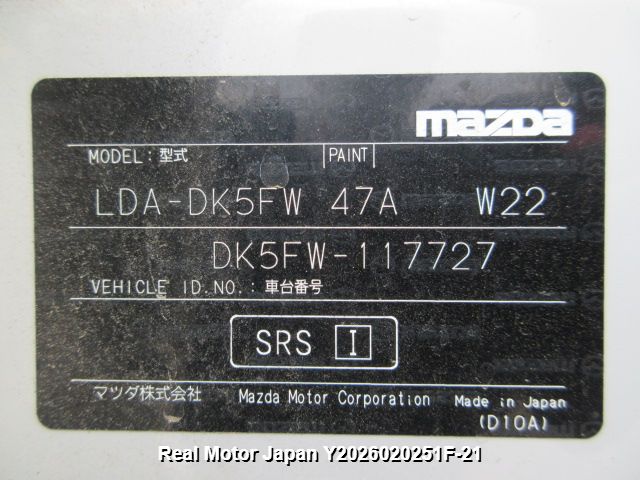 mazda
MODEL: 型式 PAINT
LDA-DK5FW 47A W22
DK5FW-117727
VEHICLE ID.NO.: 車台番号
SRS I
マツダ株式会社 Mazda Motor Corporation Made in Japan
(D10A)
Real Motor Japan Y2026020251F-21